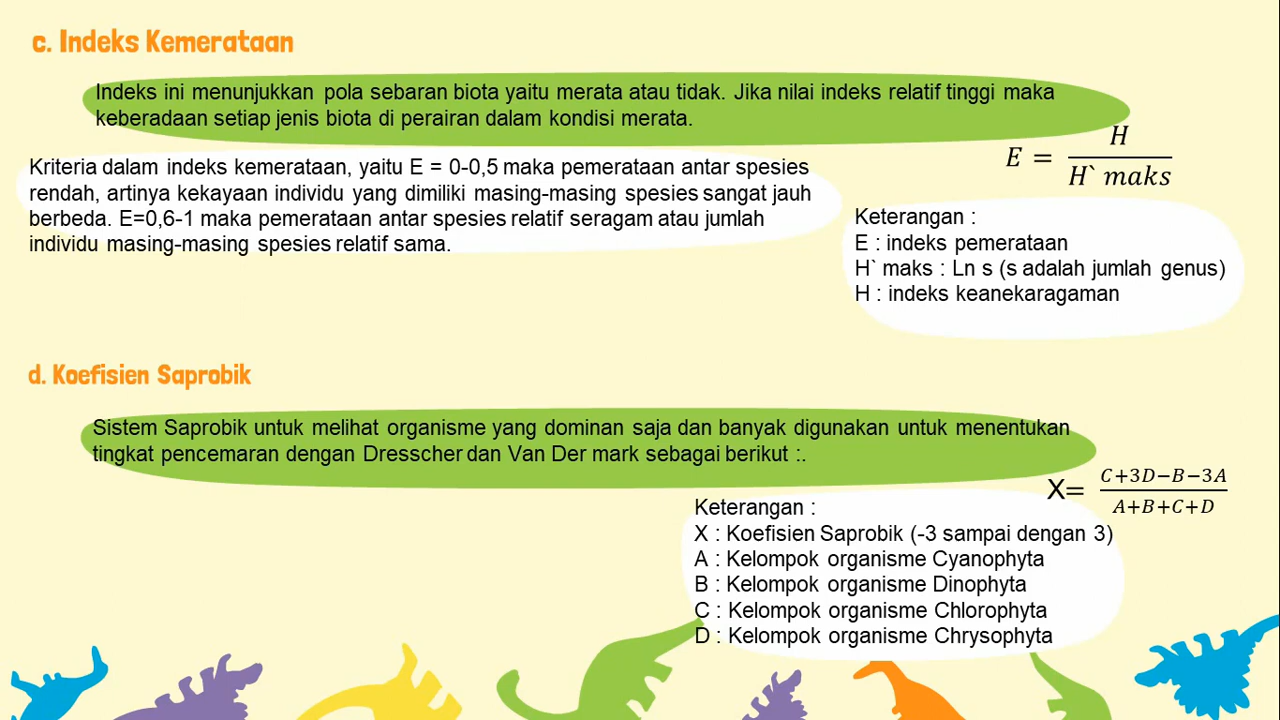 c. Indeks Kemerataan
Indeks ini menunjukkan pola sebaran biota yaitu merata atau tidak. Jika nilai indeks relatif tinggi maka
keberadaan setiap jenis biota di perairan dalam kondisi merata.
Kriteria dalam indeks kemerataan, yaitu E = 0-0,5 maka pemerataan antar spesies
rendah, artinya kekayaan individu yang dimiliki masing-masing spesies sangat jauh
berbeda. E=0,6-1 maka pemerataan antar spesies relatif seragam atau jumlah
individu masing-masing spesies relatif sama.
E = H / H` maks
Keterangan :
E : indeks pemerataan
H` maks : Ln s (s adalah jumlah genus)
H : indeks keanekaragaman
d. Koefisien Saprobik
Sistem Saprobik untuk melihat organisme yang dominan saja dan banyak digunakan untuk menentukan
tingkat pencemaran dengan Dresscher dan Van Der mark sebagai berikut :.
X= C+3D−B−3A / A+B+C+D
Keterangan :
X : Koefisien Saprobik (-3 sampai dengan 3)
A : Kelompok organisme Cyanophyta
B : Kelompok organisme Dinophyta
C : Kelompok organisme Chlorophyta
D : Kelompok organisme Chrysophyta